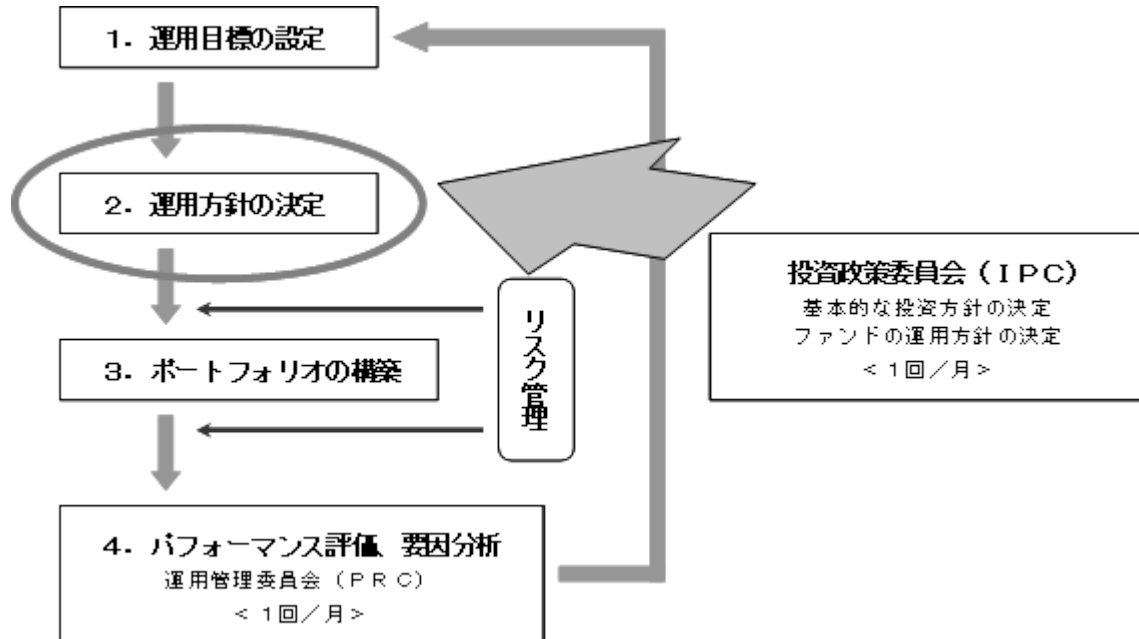 1．運用目標の設定
2．運用方針の決定
投資政策委員会（ＩＰＣ）
基本的な投資方針の決定
ファンドの運用方針の決定
＜1回／月＞
リスク管理
3．ポートフォリオの構築
4．パフォーマンス評価、要因分析
運用管理委員会（ＰＲＣ）
＜1回／月＞